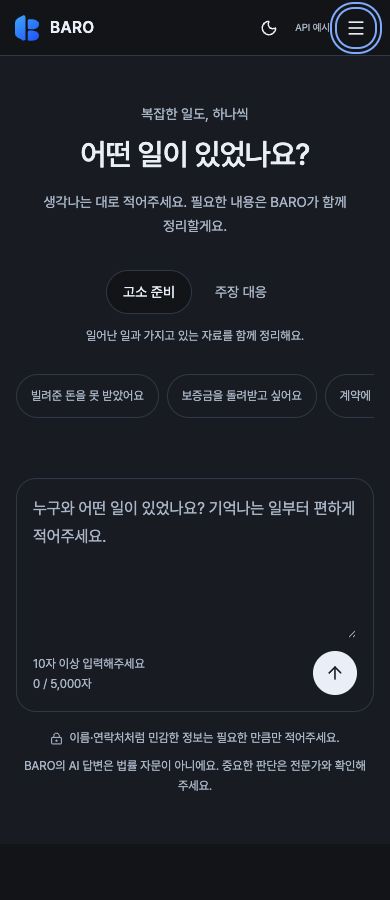 BARO
API 예시
복잡한 일도, 하나씩
어떤 일이 있었나요?
생각나는 대로 적어주세요. 필요한 내용은 BARO가 함께
정리할게요.
고소 준비
주장 대응
일어난 일과 가지고 있는 자료를 함께 정리해요.
빌려준 돈을 못 받았어요
보증금을 돌려받고 싶어요
계약에
누구와 어떤 일이 있었나요? 기억나는 일부터 편하게
적어주세요.
10자 이상 입력해주세요
0 / 5,000자
이름·연락처처럼 민감한 정보는 필요한 만큼만 적어주세요.
BARO의 AI 답변은 법률 자문이 아니에요. 중요한 판단은 전문가와 확인해
주세요.